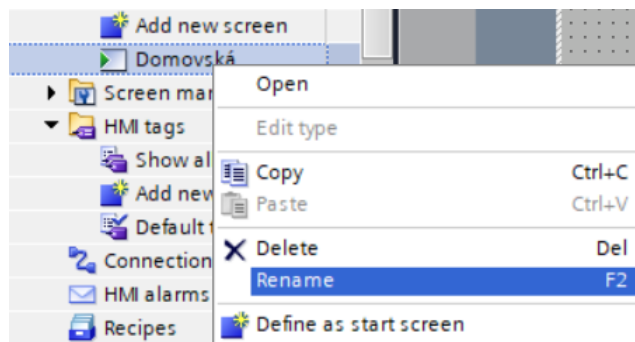 Add new screen
Domovská
Screen mar
HMI tags
Show al
Add new
Default t
Connection
HMI alarms
Recipes
Open
Edit type
Copy Ctrl+C
Paste Ctrl+V
Delete Del
Rename F2
Define as start screen